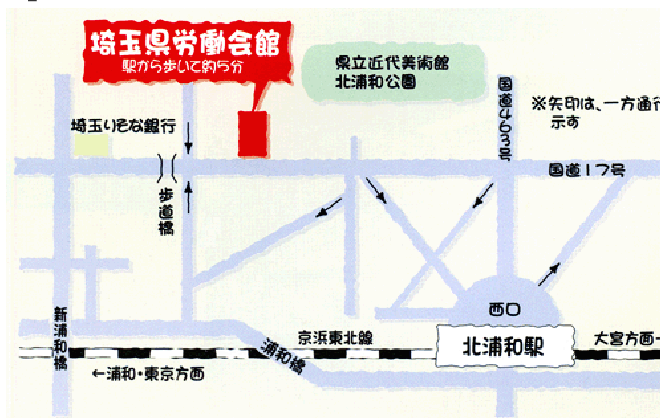 埼玉県労働会館
駅から歩いて約5分
県立近代美術館
北浦和公園
国道463号
※矢印は、一方通行
示す
埼玉りそな銀行
国道17号
歩道橋
新浦和橋
西口
京浜東北線
浦和橋
北浦和駅
大宮方面→
←浦和・東京方面